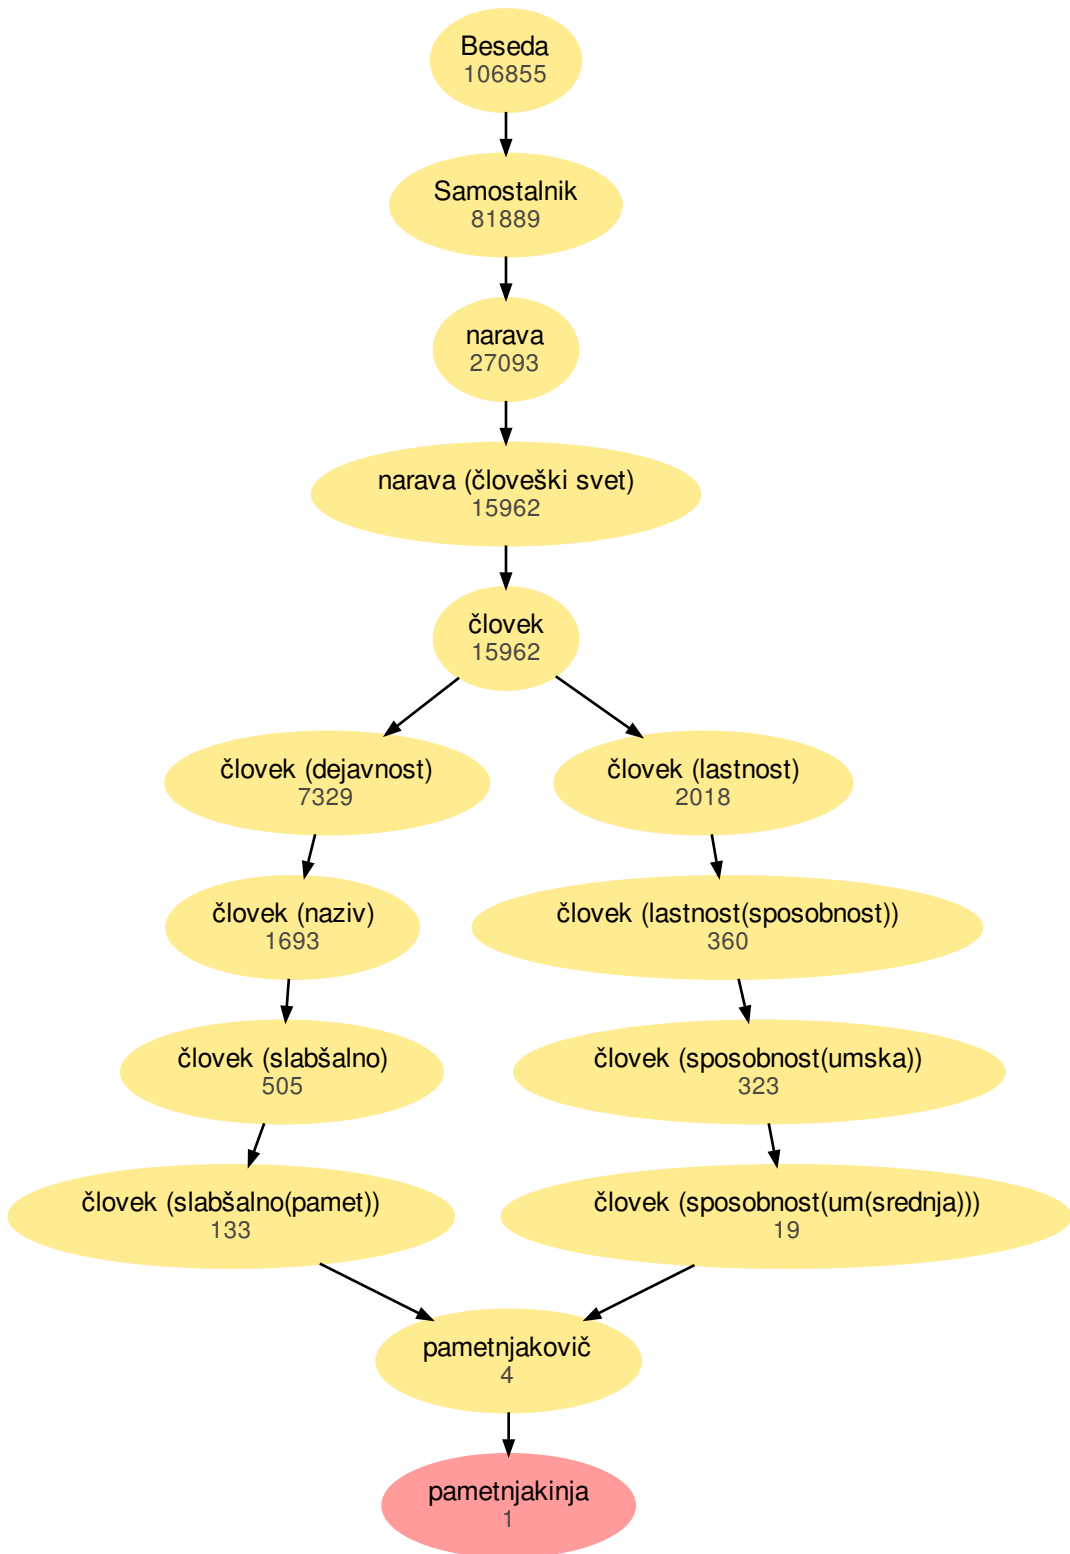 Beseda
106855
Samostalnik
81889
narava
27093
narava (človeški svet)
15962
človek
15962
človek (dejavnost)
7329
človek (lastnost)
2018
človek (naziv)
1693
človek (lastnost(sposobnost))
360
človek (slabšalno)
505
človek (sposobnost(umska))
323
človek (slabšalno(pamet))
133
človek (sposobnost(um(srednja)))
19
pametnjakovič
4
pametnjakinja
1